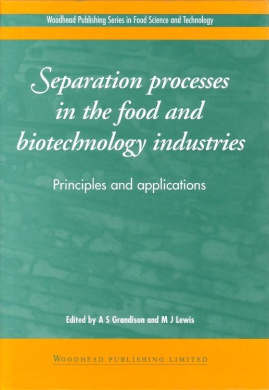 Woodhead Publishing Series in Food Science and Technology
Separation processes
in the food and
biotechnology industries
Principles and applications
Edited by A S Grandison and M J Lewis
WOODHEAD PUBLISHING LIMITED